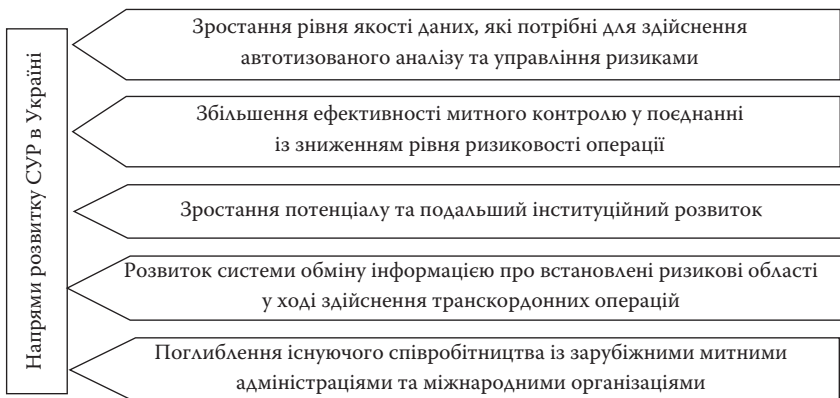 Напрями розвитку СУР в Україні
Зростання рівня якості даних, які потрібні для здійснення
автотизованого аналізу та управління ризиками
Збільшення ефективності митного контролю у поєднанні
із зниженням рівня ризиковості операції
Зростання потенціалу та подальший інституційний розвиток
Розвиток системи обміну інформацією про встановлені ризикові області
у ході здійснення транскордонних операцій
Поглиблення існуючого співробітництва із зарубіжними митними
адміністраціями та міжнародними організаціями